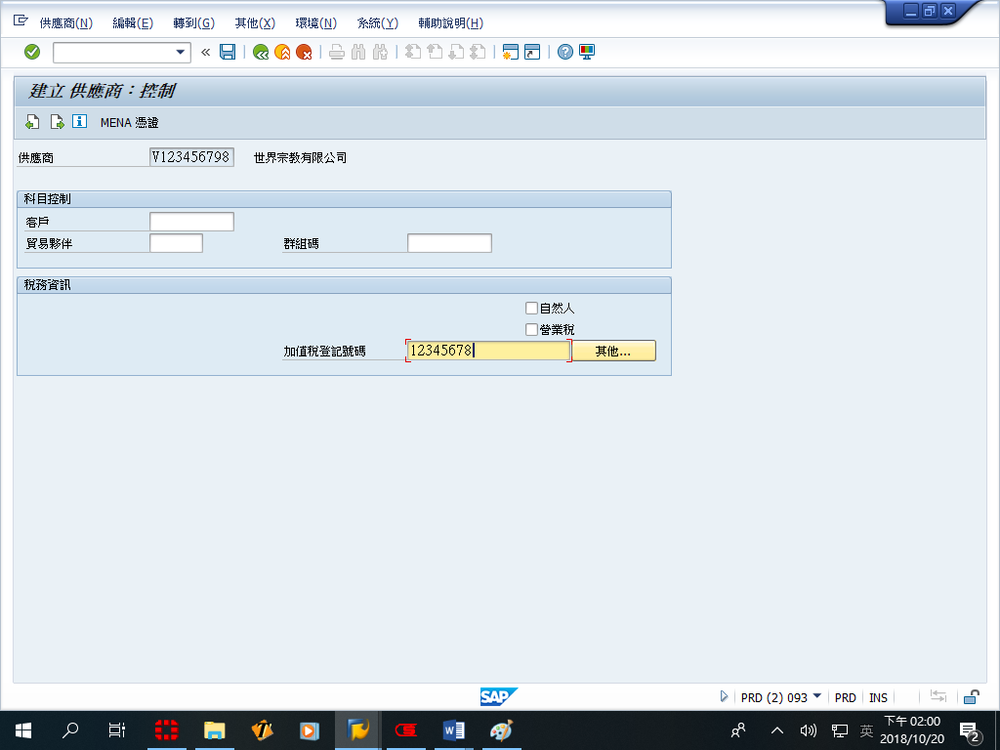 供應商(N) 編輯(E) 轉到(G) 其他(X) 環境(N) 系統(Y) 輔助說明(H)
建立 供應商：控制
MENA 憑證
供應商 V123456798 世界宗教有限公司
科目控制
客戶
貿易夥伴 群組碼
稅務資訊
自然人
營業稅
加值稅登記號碼 12345678 其他...
SAP
PRD (2) 093 PRD INS
英 下午 02:00
2018/10/20
2